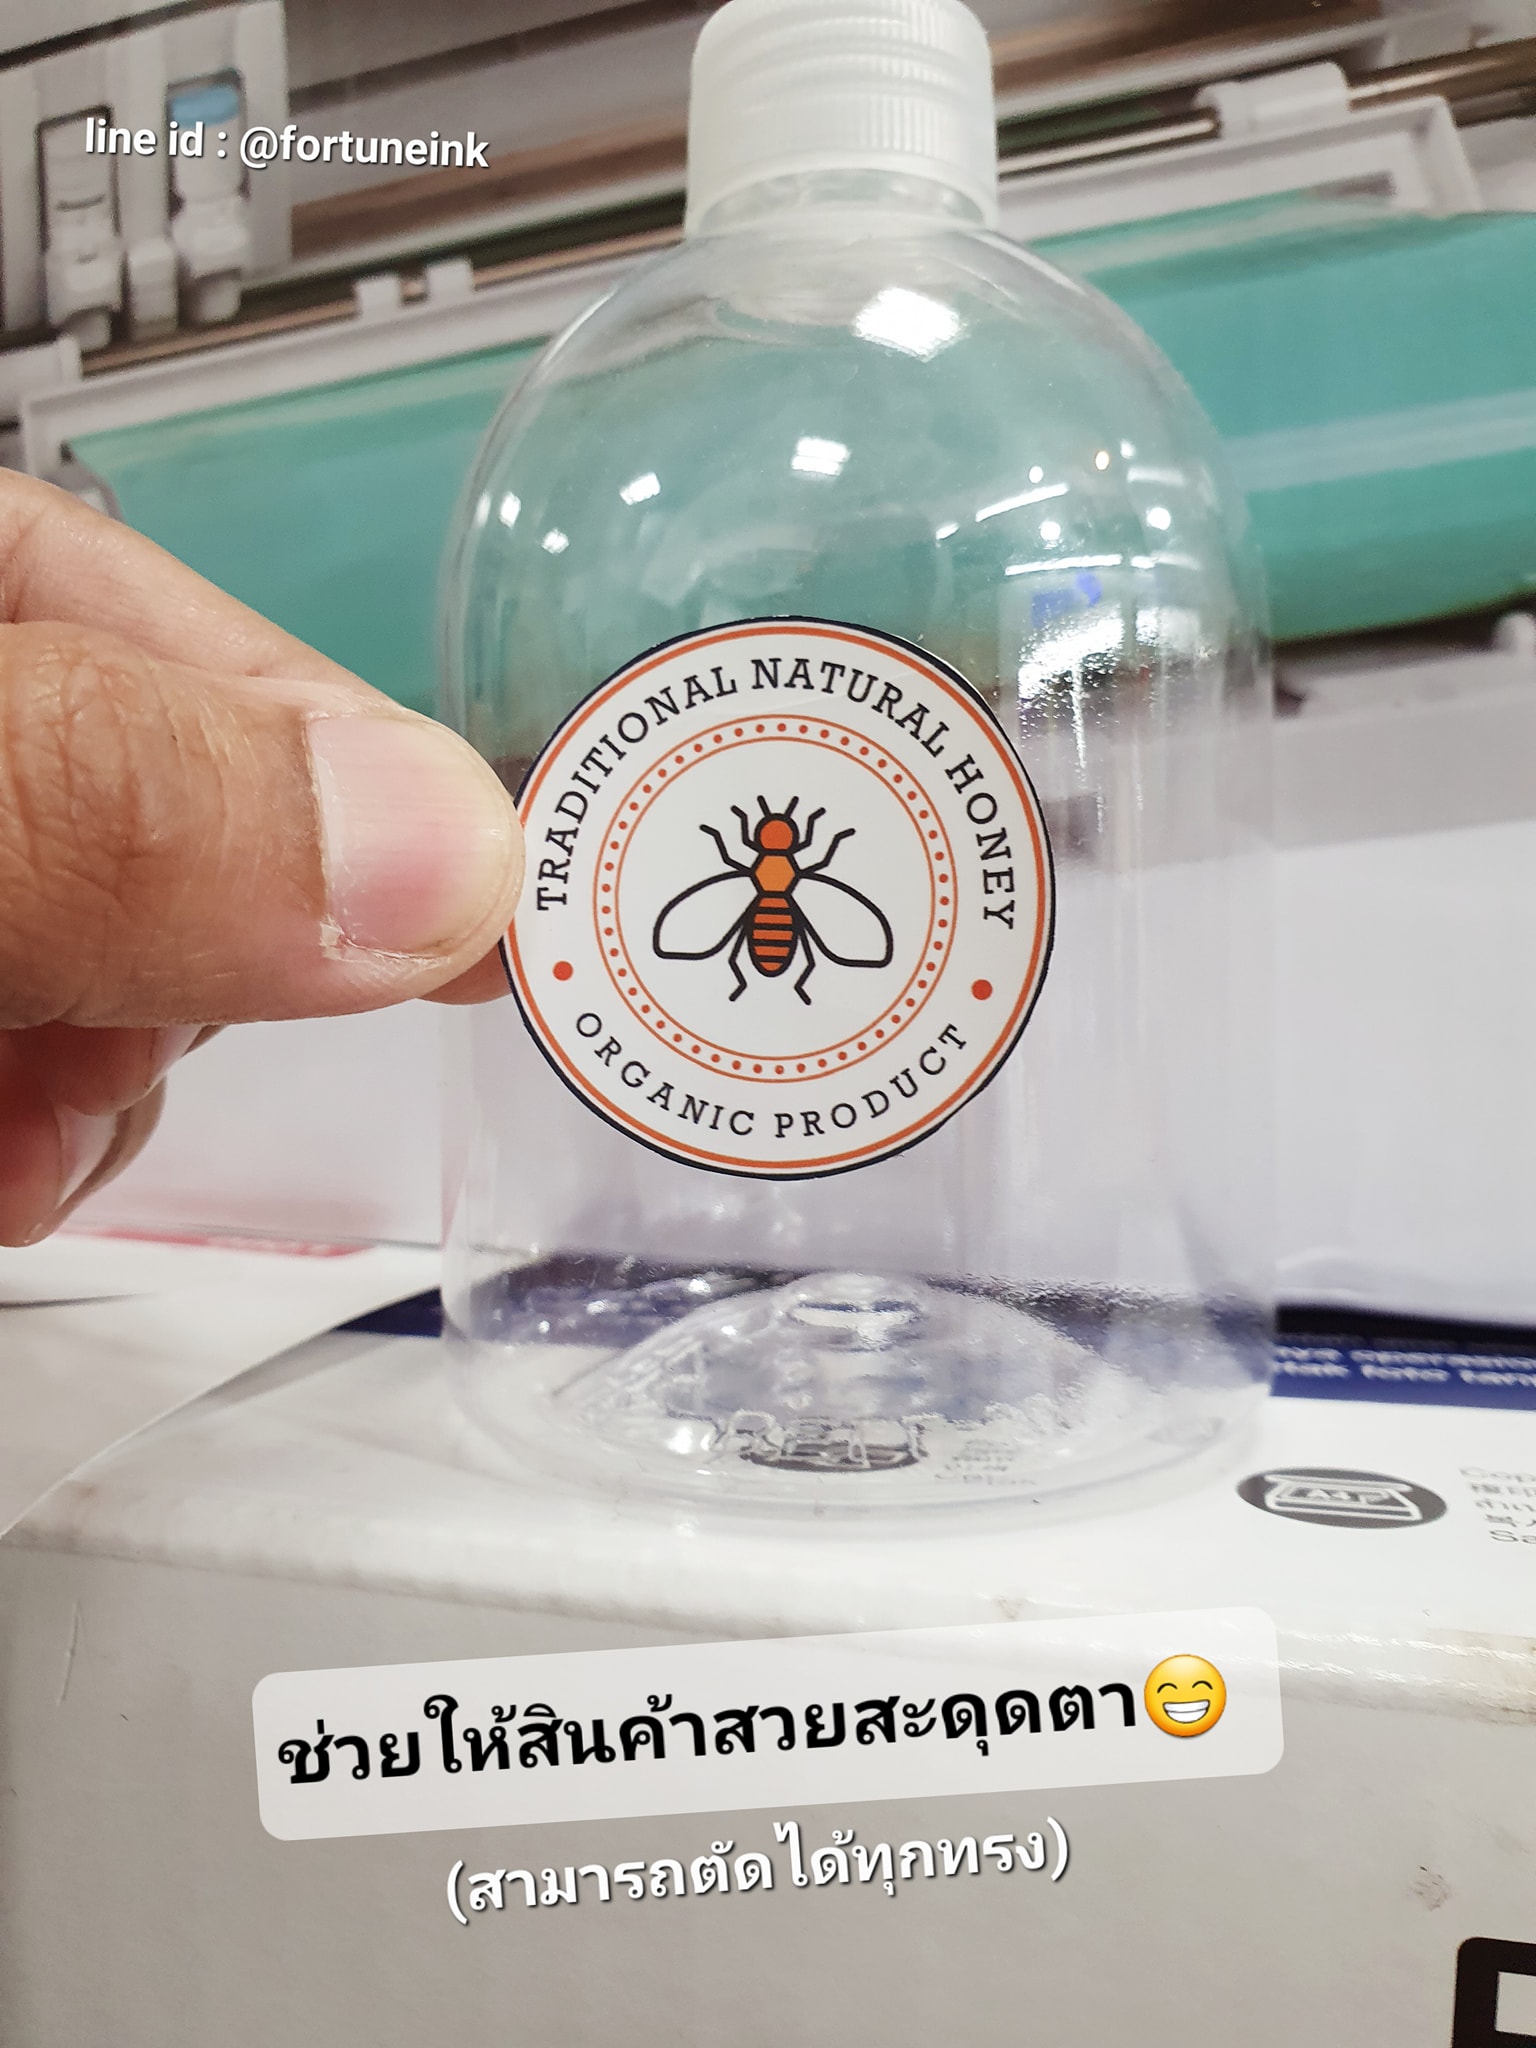 line id : @fortuneink
TRADITIONAL NATURAL HONEY
ORGANIC PRODUCT
ช่วยให้สินค้าสวยสะดุดตา😁
(สามารถตัดได้ทุกทรง)